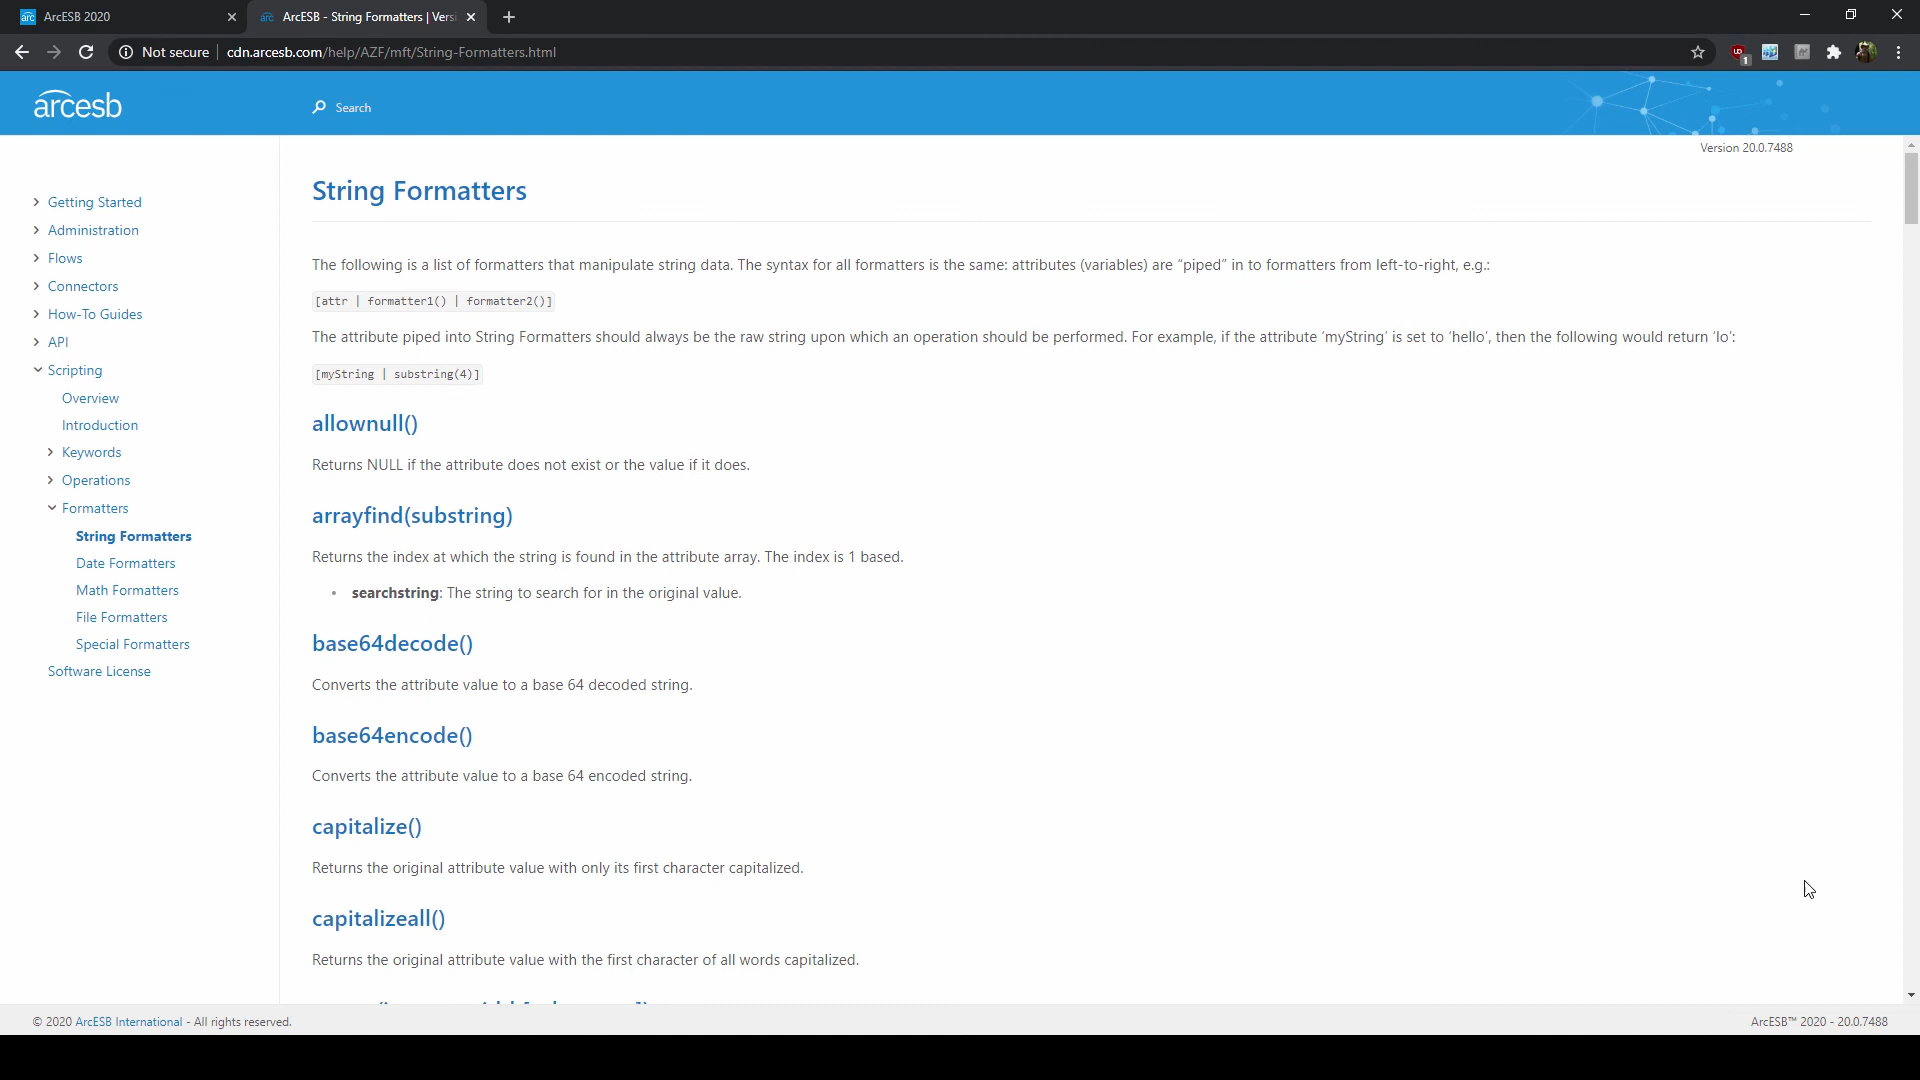 ArcESB 2020
ArcESB - String Formatters | Versi
Not secure
cdn.arcesb.com/help/AZF/mft/String-Formatters.html
1
arcesb
Search
Version 20.0.7488
Getting Started
Administration
Flows
Connectors
How-To Guides
API
Scripting
Overview
Introduction
Keywords
Operations
Formatters
String Formatters
Date Formatters
Math Formatters
File Formatters
Special Formatters
Software License
String Formatters
The following is a list of formatters that manipulate string data. The syntax for all formatters is the same: attributes (variables) are “piped” in to formatters from left-to-right, e.g.:
[attr | formatter1() | formatter2()]
The attribute piped into String Formatters should always be the raw string upon which an operation should be performed. For example, if the attribute ‘myString’ is set to ‘hello’, then the following would return ‘lo’:
[myString | substring(4)]
allownull()
Returns NULL if the attribute does not exist or the value if it does.
arrayfind(substring)
Returns the index at which the string is found in the attribute array. The index is 1 based.
• searchstring: The string to search for in the original value.
base64decode()
Converts the attribute value to a base 64 decoded string.
base64encode()
Converts the attribute value to a base 64 encoded string.
capitalize()
Returns the original attribute value with only its first character capitalized.
capitalizeall()
Returns the original attribute value with the first character of all words capitalized.
© 2020 ArcESB International - All rights reserved.
ArcESB™ 2020 - 20.0.7488